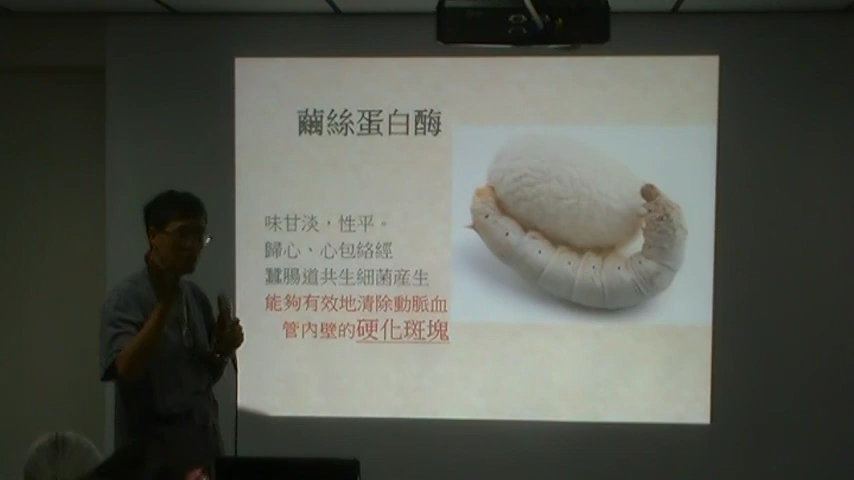 繭絲蛋白酶
味甘淡，性平。
歸心、心包絡經
蠶腸道共生細菌産生
能夠有效地清除動脈血
管內壁的硬化斑塊